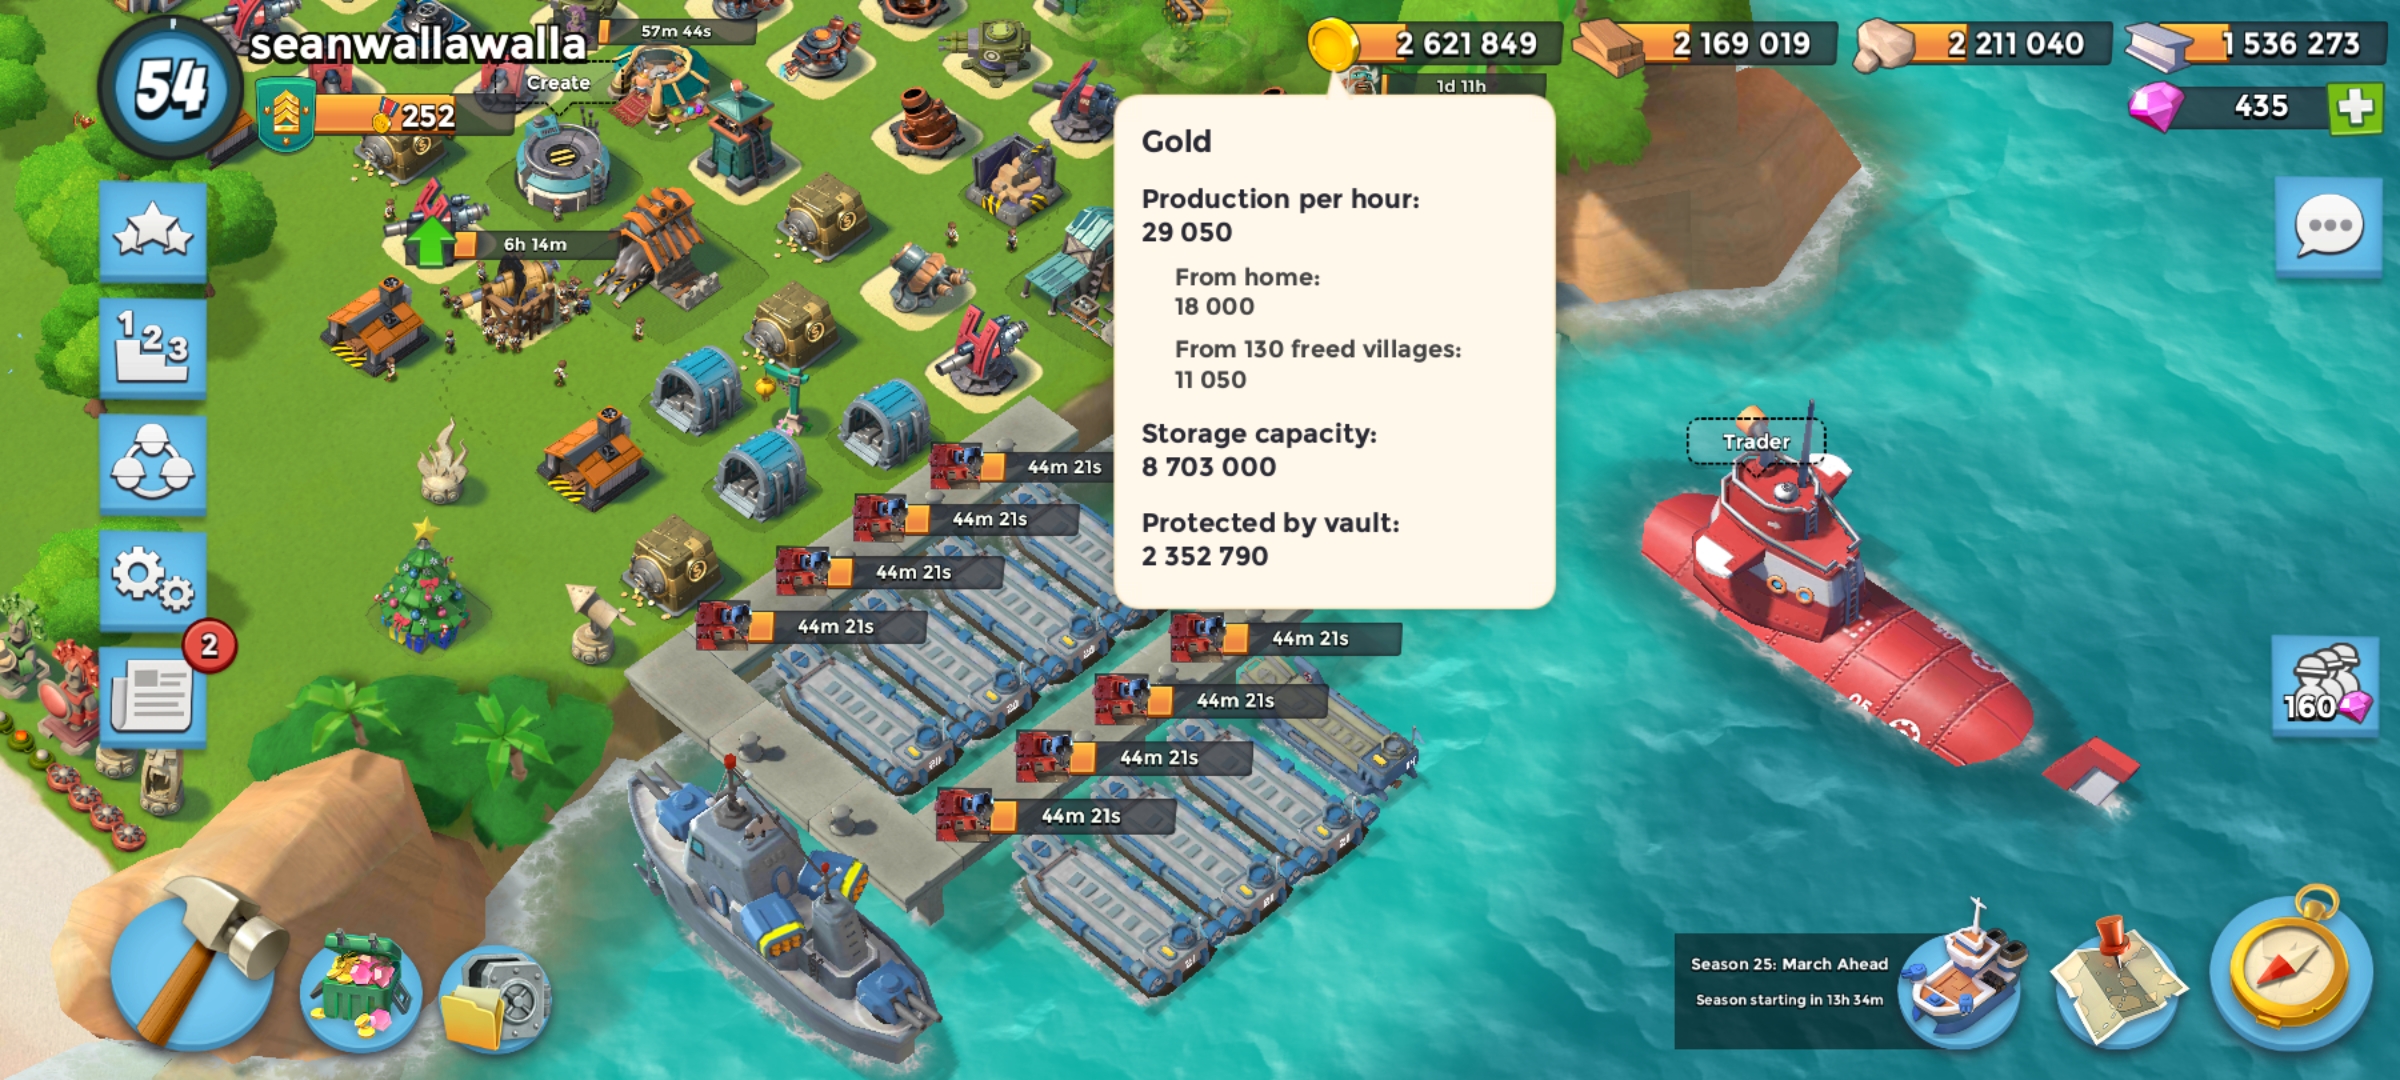 54
seanwallawalla
57m 44s
Create
252
2 621 849
2 169 019
2 211 040
1 536 273
1d 11h
435
Gold
Production per hour:
29 050
From home:
18 000
From 130 freed villages:
11 050
Storage capacity:
8 703 000
Protected by vault:
2 352 790
6h 14m
1 2 3
Trader
44m 21s
44m 21s
44m 21s
44m 21s
44m 21s
44m 21s
44m 21s
44m 21s
2
160
Season 25: March Ahead
Season starting in 13h 34m